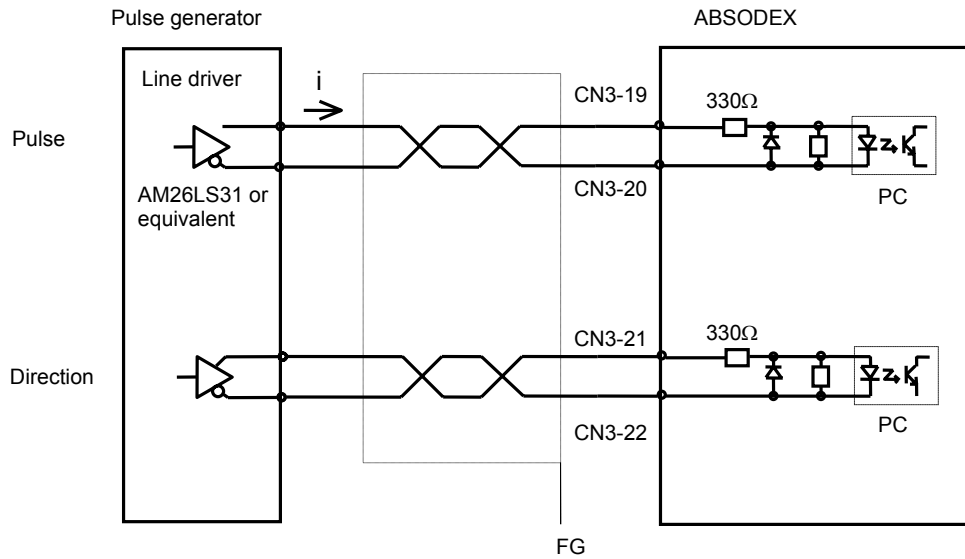 Pulse generator
ABSODEX
Line driver
i
CN3-19
330Ω
Pulse
AM26LS31 or
equivalent
CN3-20
PC
CN3-21
330Ω
Direction
CN3-22
PC
FG